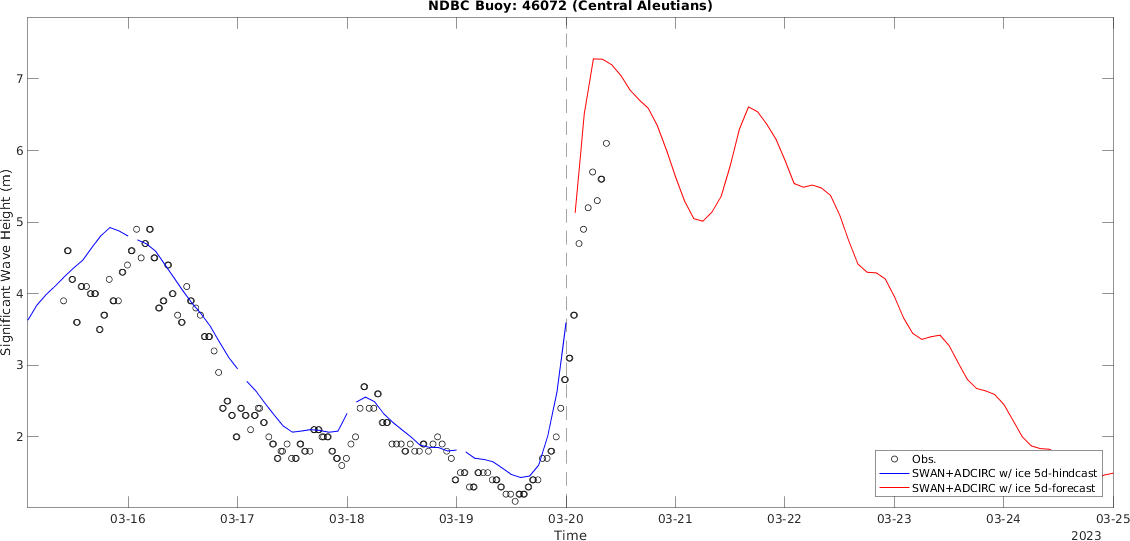 NDBC Buoy: 46072 (Central Aleutians)
Significant Wave Height (m)
7
6
5
4
3
2
03-16 03-17 03-18 03-19 03-20 03-21 03-22 03-23 03-24 03-25
Time
2023
Obs.
SWAN+ADCIRC w/ ice 5d-hindcast
SWAN+ADCIRC w/ ice 5d-forecast